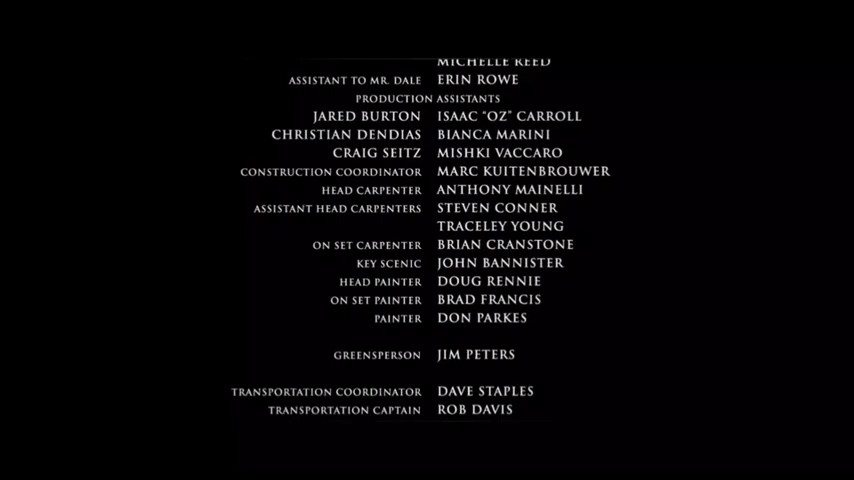 MICHELLE REED
ASSISTANT TO MR. DALE ERIN ROWE
PRODUCTION ASSISTANTS
JARED BURTON ISAAC "OZ" CARROLL
CHRISTIAN DENDIAS BIANCA MARINI
CRAIG SEITZ MISHKI VACCARO
CONSTRUCTION COORDINATOR MARC KUITENBROUWER
HEAD CARPENTER ANTHONY MAINELLI
ASSISTANT HEAD CARPENTERS STEVEN CONNER
TRACELEY YOUNG
ON SET CARPENTER BRIAN CRANSTONE
KEY SCENIC JOHN BANNISTER
HEAD PAINTER DOUG RENNIE
ON SET PAINTER BRAD FRANCIS
PAINTER DON PARKES
GREENSPERSON JIM PETERS
TRANSPORTATION COORDINATOR DAVE STAPLES
TRANSPORTATION CAPTAIN ROB DAVIS